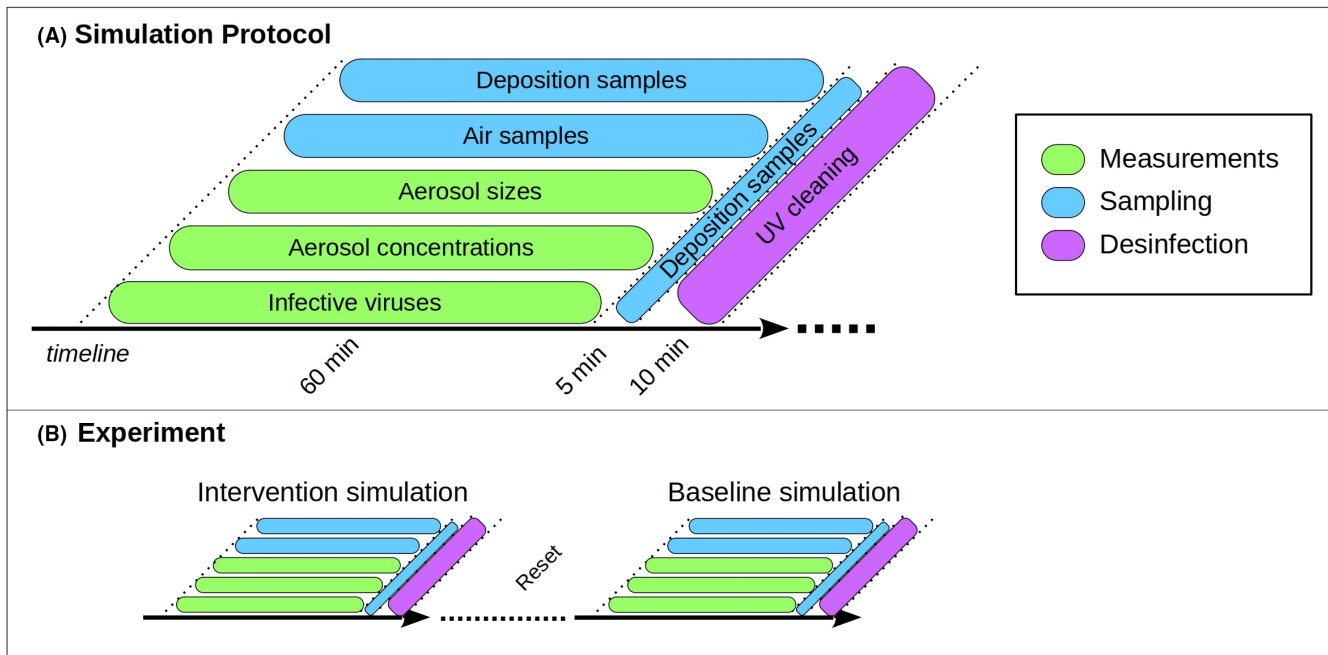 (A) Simulation Protocol
Deposition samples
Air samples
Aerosol sizes
Aerosol concentrations
Infective viruses
Deposition samples
UV cleaning
Measurements
Sampling
Desinfection
timeline
60 min
5 min
10 min
(B) Experiment
Intervention simulation
Reset
Baseline simulation